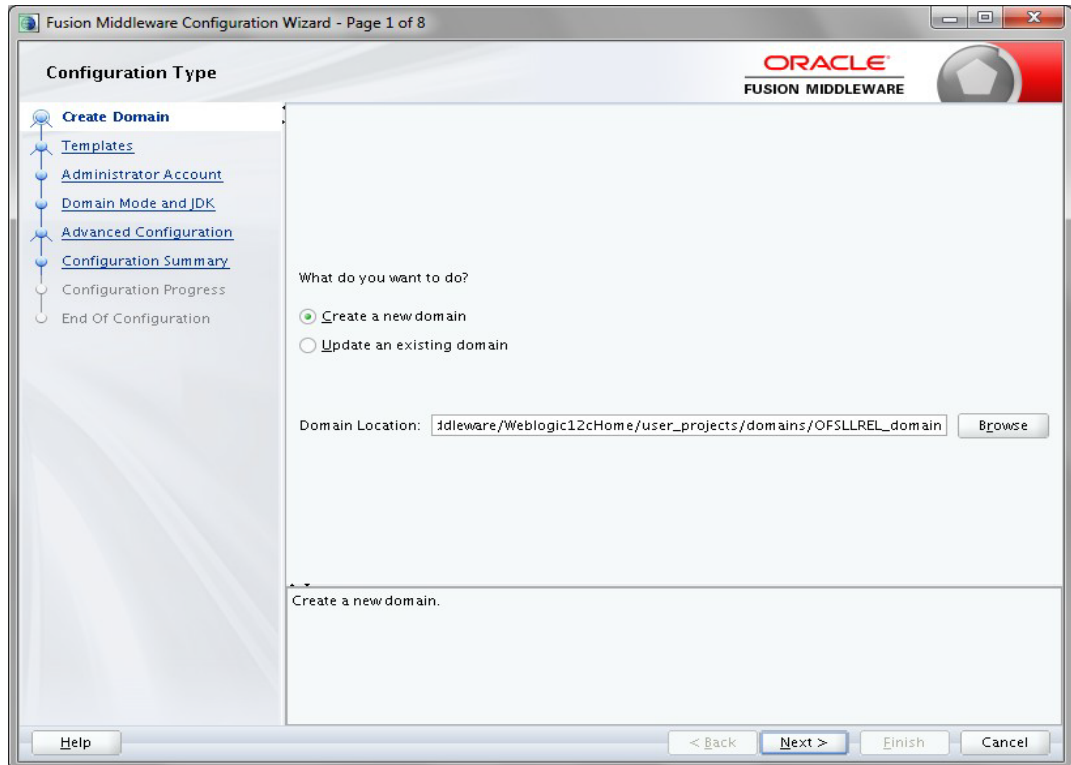 Fusion Middleware Configuration Wizard - Page 1 of 8
Configuration Type
ORACLE
FUSION MIDDLEWARE
Create Domain
Templates
Administrator Account
Domain Mode and JDK
Advanced Configuration
Configuration Summary
Configuration Progress
End Of Configuration
What do you want to do?
Create a new domain
Update an existing domain
Domain Location: ddleware/Weblogic12cHome/user_projects/domains/OFSLLREL_domain Browse
Create a new domain.
Help < Back Next > Finish Cancel